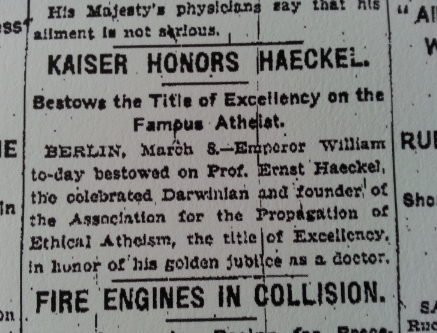 His Majesty's physicians say that his
ailment is not serious.
KAISER HONORS HAECKEL.
Bestows the Title of Excellency on the
Famous Atheist.
BERLIN, March 8.—Emperor William
to-day bestowed on Prof. Ernst Haeckel,
the celebrated Darwinian and founder of
the Association for the Propagation of
Ethical Atheism, the title of Excellency,
in honor of his golden jubilee as a doctor.
FIRE ENGINES IN COLLISION.